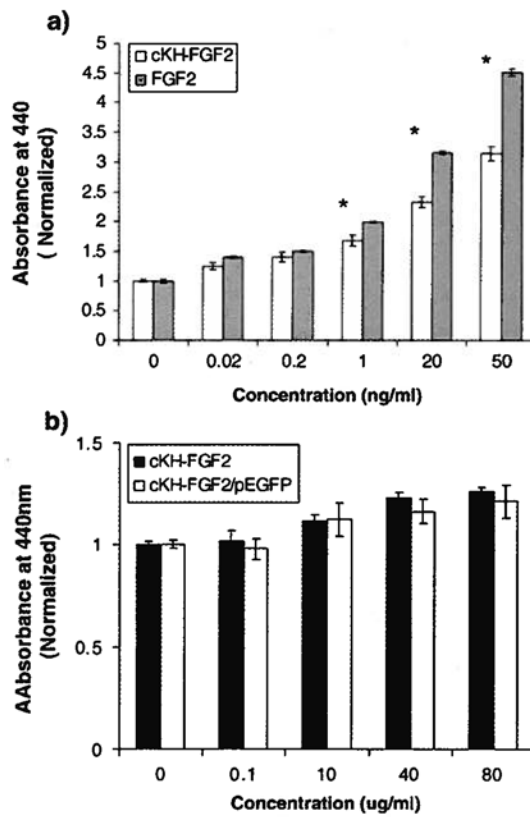 a)
cKH-FGF2
FGF2
Absorbance at 440
( Normalized)
4.5
4
3.5
3
2.5
2
1.5
1
0.5
0
*
*
*
0 0.02 0.2 1 20 50
Concentration (ng/ml)
b)
cKH-FGF2
cKH-FGF2/pEGFP
AAbsorbance at 440nm
(Normalized)
1.5
1
0.5
0
0 0.1 10 40 80
Concentration (ug/ml)